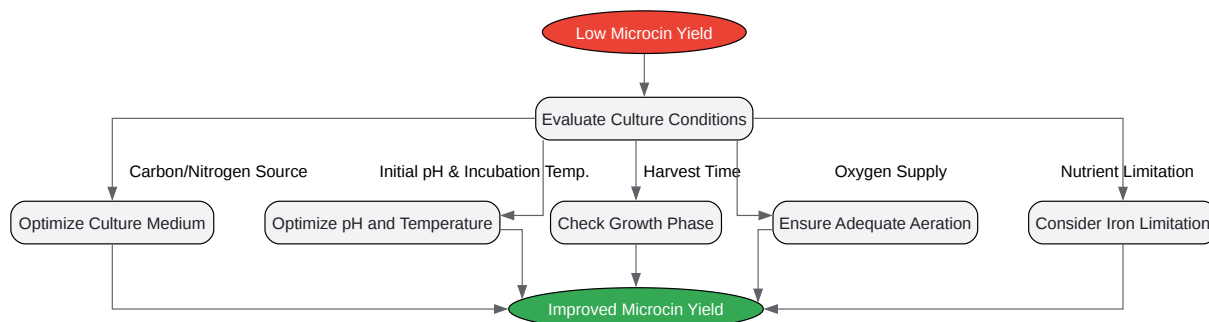 Low Microcin Yield
Evaluate Culture Conditions
Carbon/Nitrogen Source
Initial pH & Incubation Temp.
Harvest Time
Oxygen Supply
Nutrient Limitation
Optimize Culture Medium
Optimize pH and Temperature
Check Growth Phase
Ensure Adequate Aeration
Consider Iron Limitation
Improved Microcin Yield